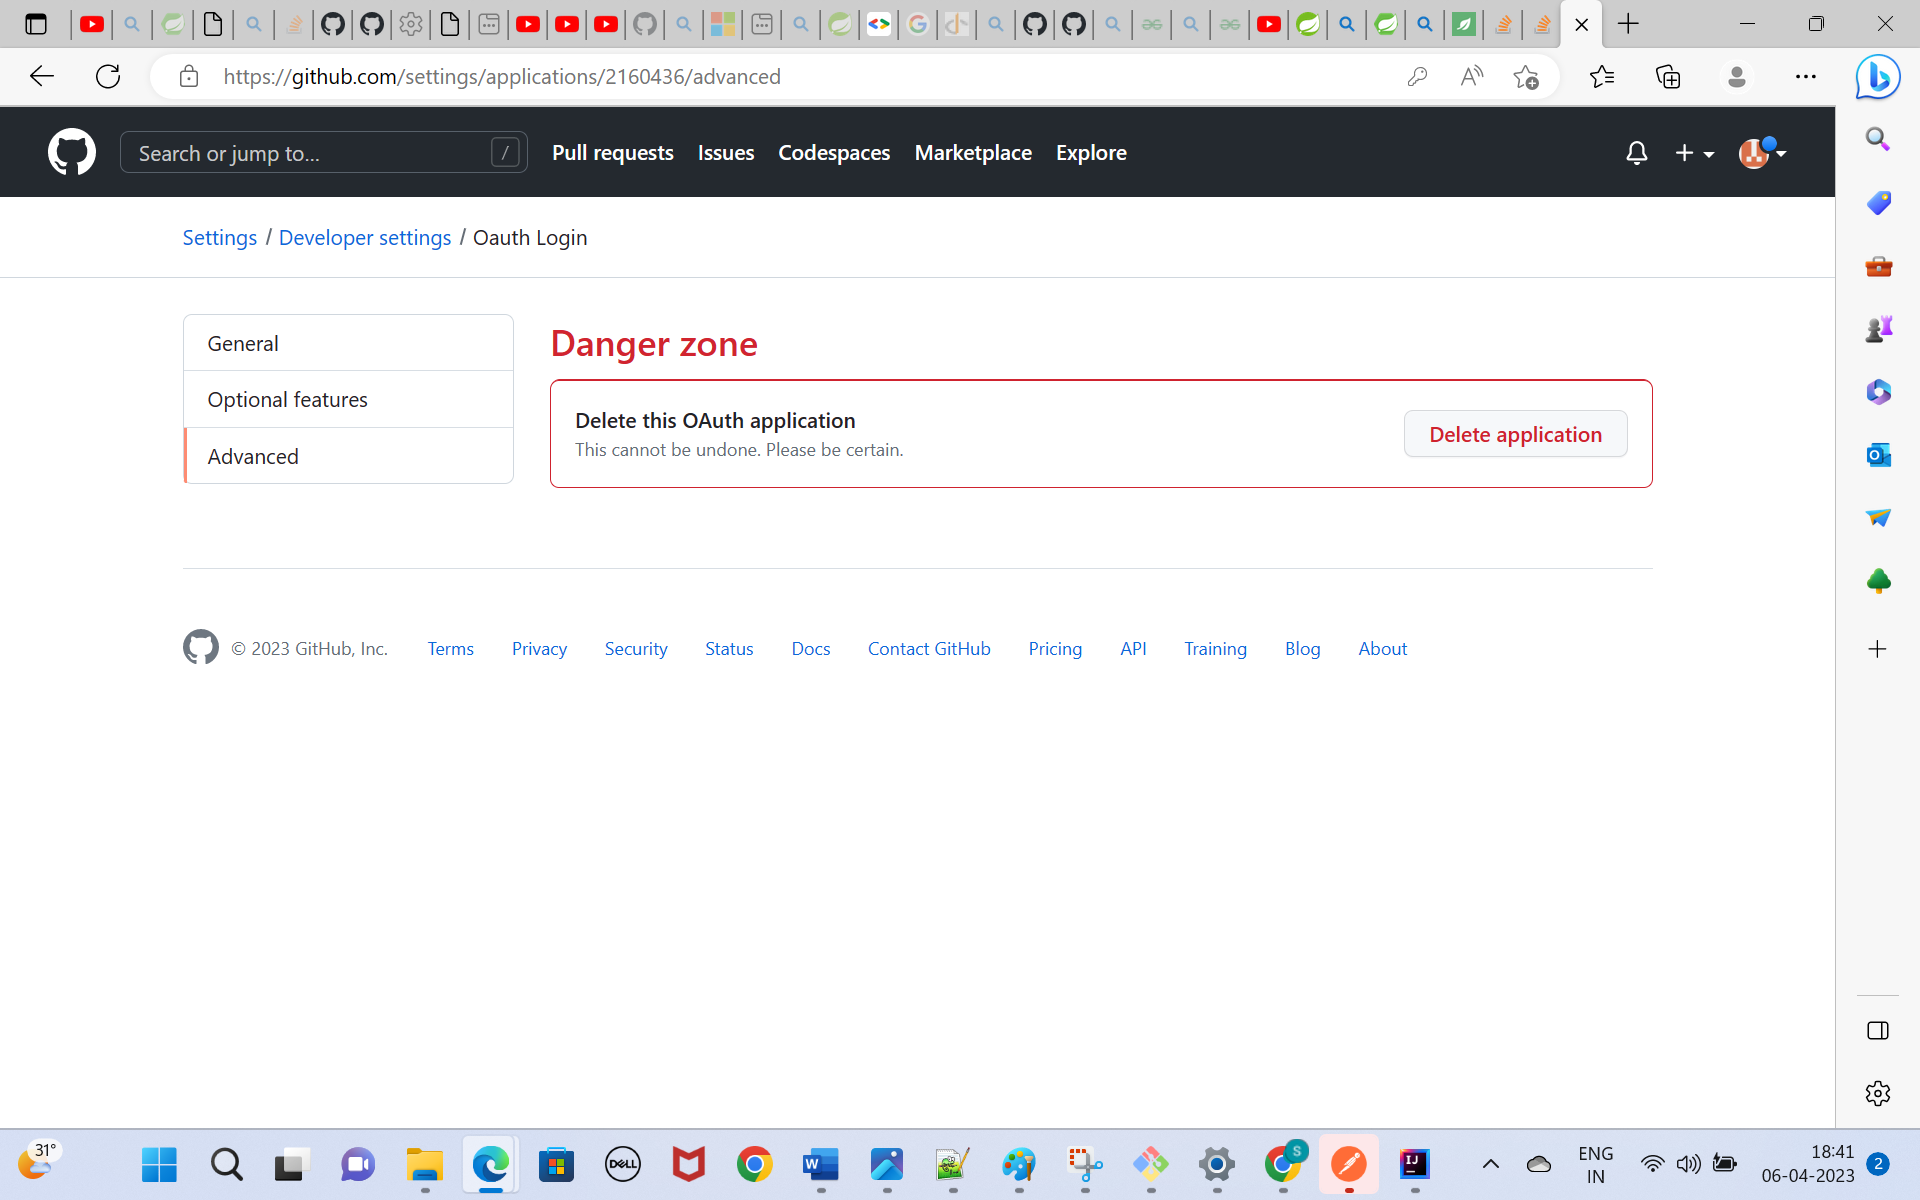 https://github.com/settings/applications/2160436/advanced
Search or jump to...
/
Pull requests
Issues
Codespaces
Marketplace
Explore
Settings / Developer settings / Oauth Login
General
Optional features
Advanced
Danger zone
Delete this OAuth application
This cannot be undone. Please be certain.
Delete application
© 2023 GitHub, Inc.
Terms
Privacy
Security
Status
Docs
Contact GitHub
Pricing
API
Training
Blog
About
31°
DELL
W
S
IJ
ENG
IN
18:41
06-04-2023
2